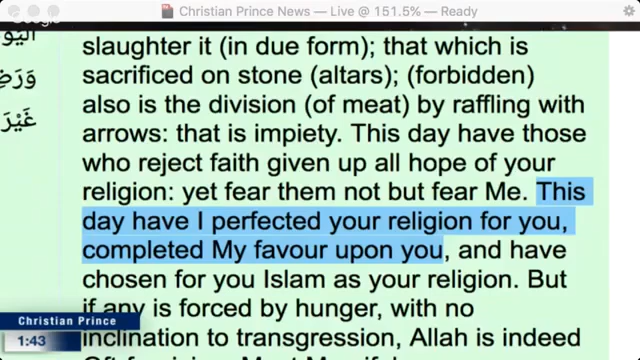 Christian Prince News — Live @ 151.5% — Ready
slaughter it (in due form); that which is
sacrificed on stone (altars); (forbidden)
also is the division (of meat) by raffling with
arrows: that is impiety. This day have those
who reject faith given up all hope of your
religion: yet fear them not but fear Me. This
day have I perfected your religion for you,
completed My favour upon you, and have
chosen for you Islam as your religion. But
if any is forced by hunger, with no
inclination to transgression, Allah is indeed
Christian Prince
1:43
غَيْرَ